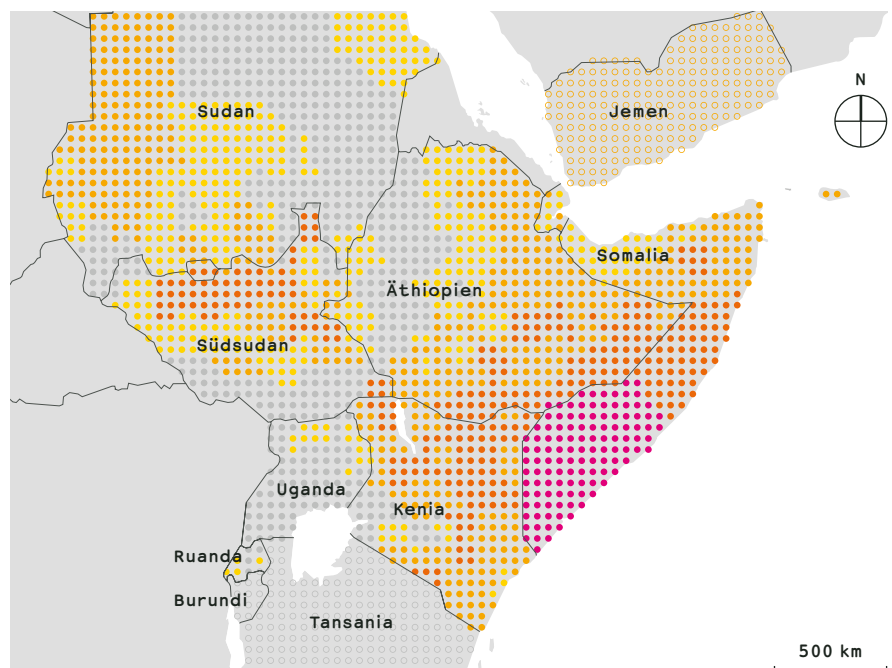 N
Sudan
Jemen
Somalia
Äthiopien
Südsudan
Uganda
Kenia
Ruanda
Burundi
Tansania
500 km